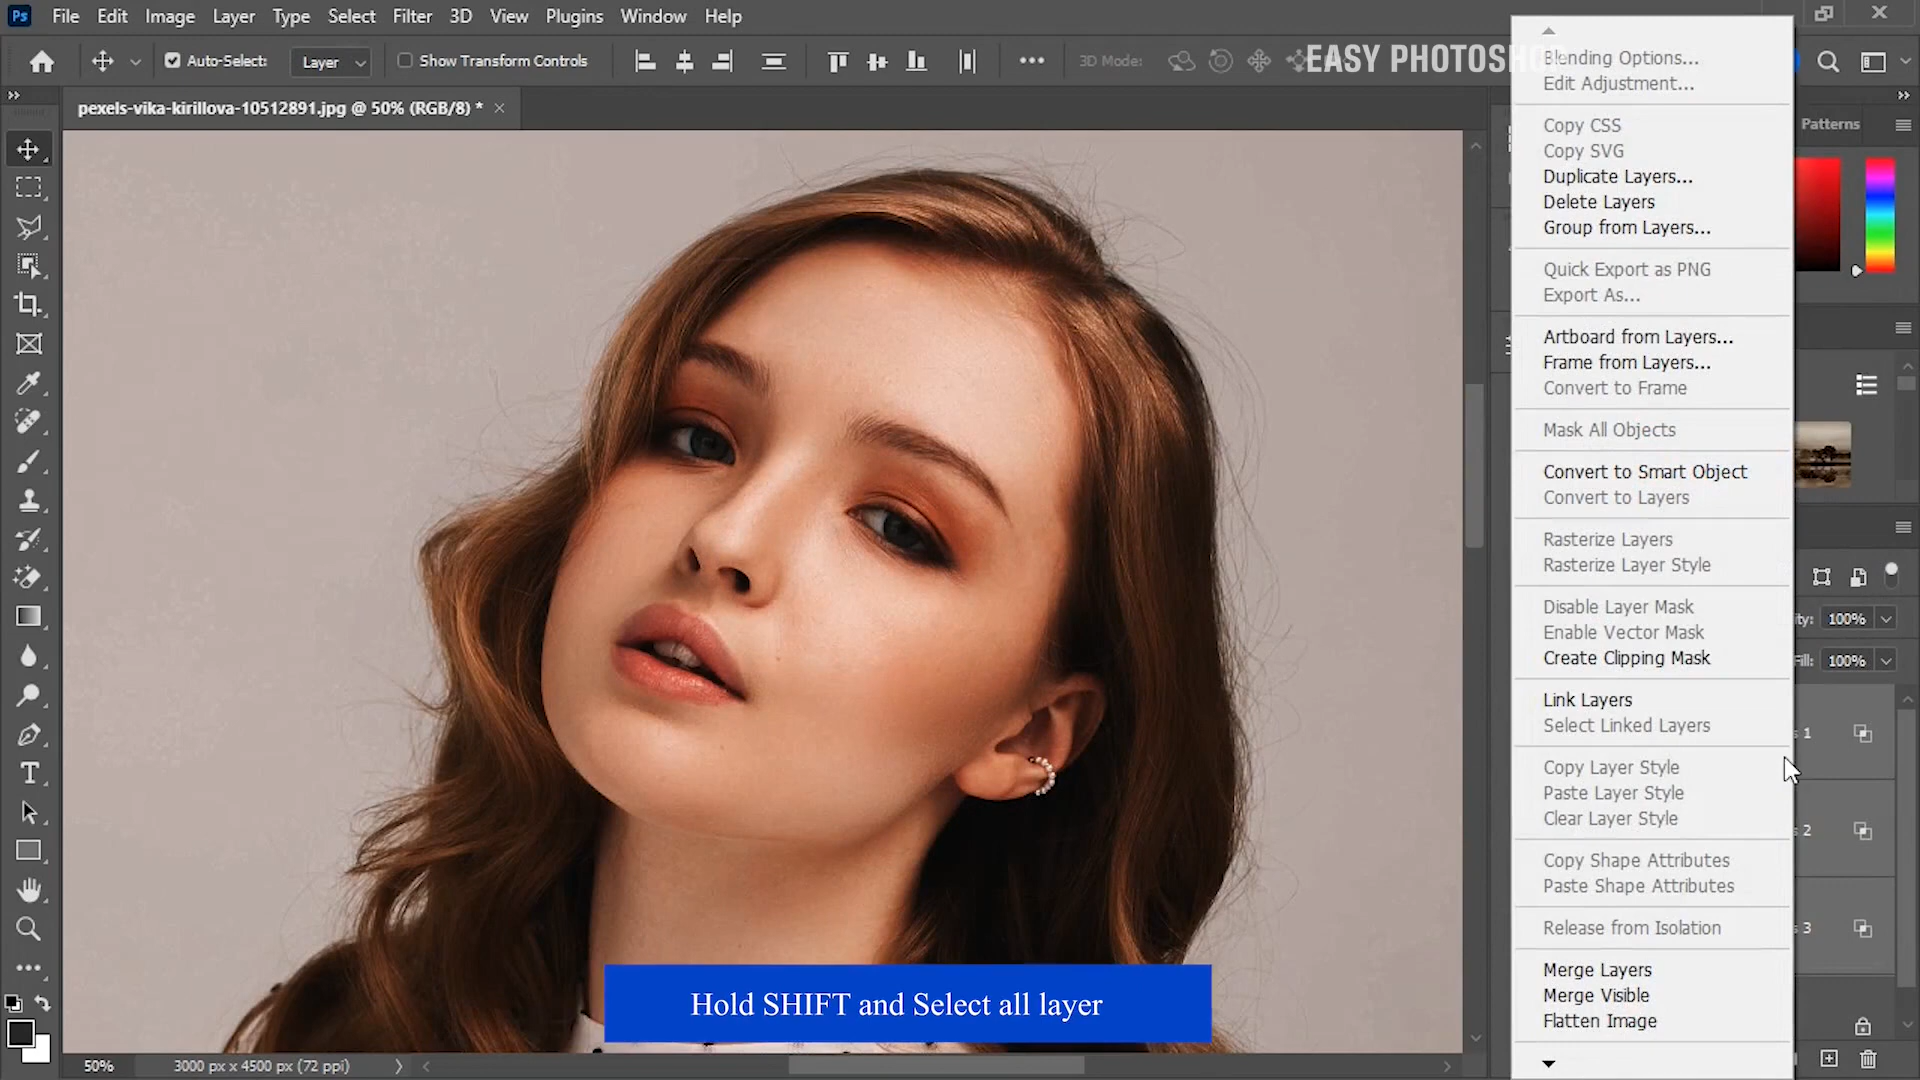 Ps File Edit Image Layer Type Select Filter 3D View Plugins Window Help
Auto-Select: Layer Show Transform Controls 3D Mode:
EASY PHOTOSHOP
pexels-vika-kirillova-10512891.jpg @ 50% (RGB/8) *
Patterns
Blending Options...
Edit Adjustment...
Copy CSS
Copy SVG
Duplicate Layers...
Delete Layers
Group from Layers...
Quick Export as PNG
Export As...
Artboard from Layers...
Frame from Layers...
Convert to Frame
Mask All Objects
Convert to Smart Object
Convert to Layers
Rasterize Layers
Rasterize Layer Style
Disable Layer Mask
Enable Vector Mask
Create Clipping Mask
Link Layers
Select Linked Layers
Copy Layer Style
Paste Layer Style
Clear Layer Style
Copy Shape Attributes
Paste Shape Attributes
Release from Isolation
Merge Layers
Merge Visible
Flatten Image
ity: 100%
Fill: 100%
s 1
s 2
s 3
Hold SHIFT and Select all layer
50% 3000 px x 4500 px (72 ppi)